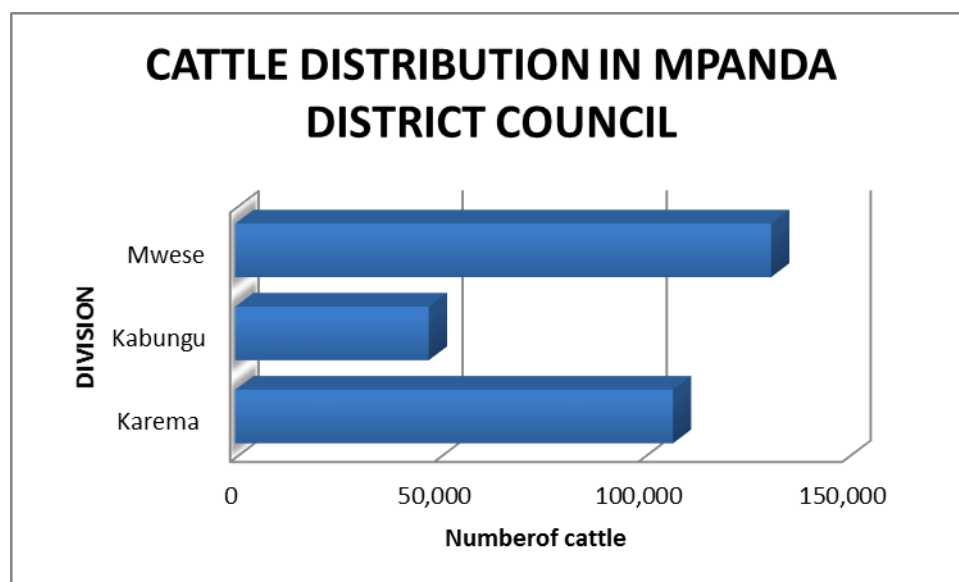 CATTLE DISTRIBUTION IN MPANDA
DISTRICT COUNCIL
DIVISION
Mwese
Kabungu
Karema
0 50,000 100,000 150,000
Numberof cattle